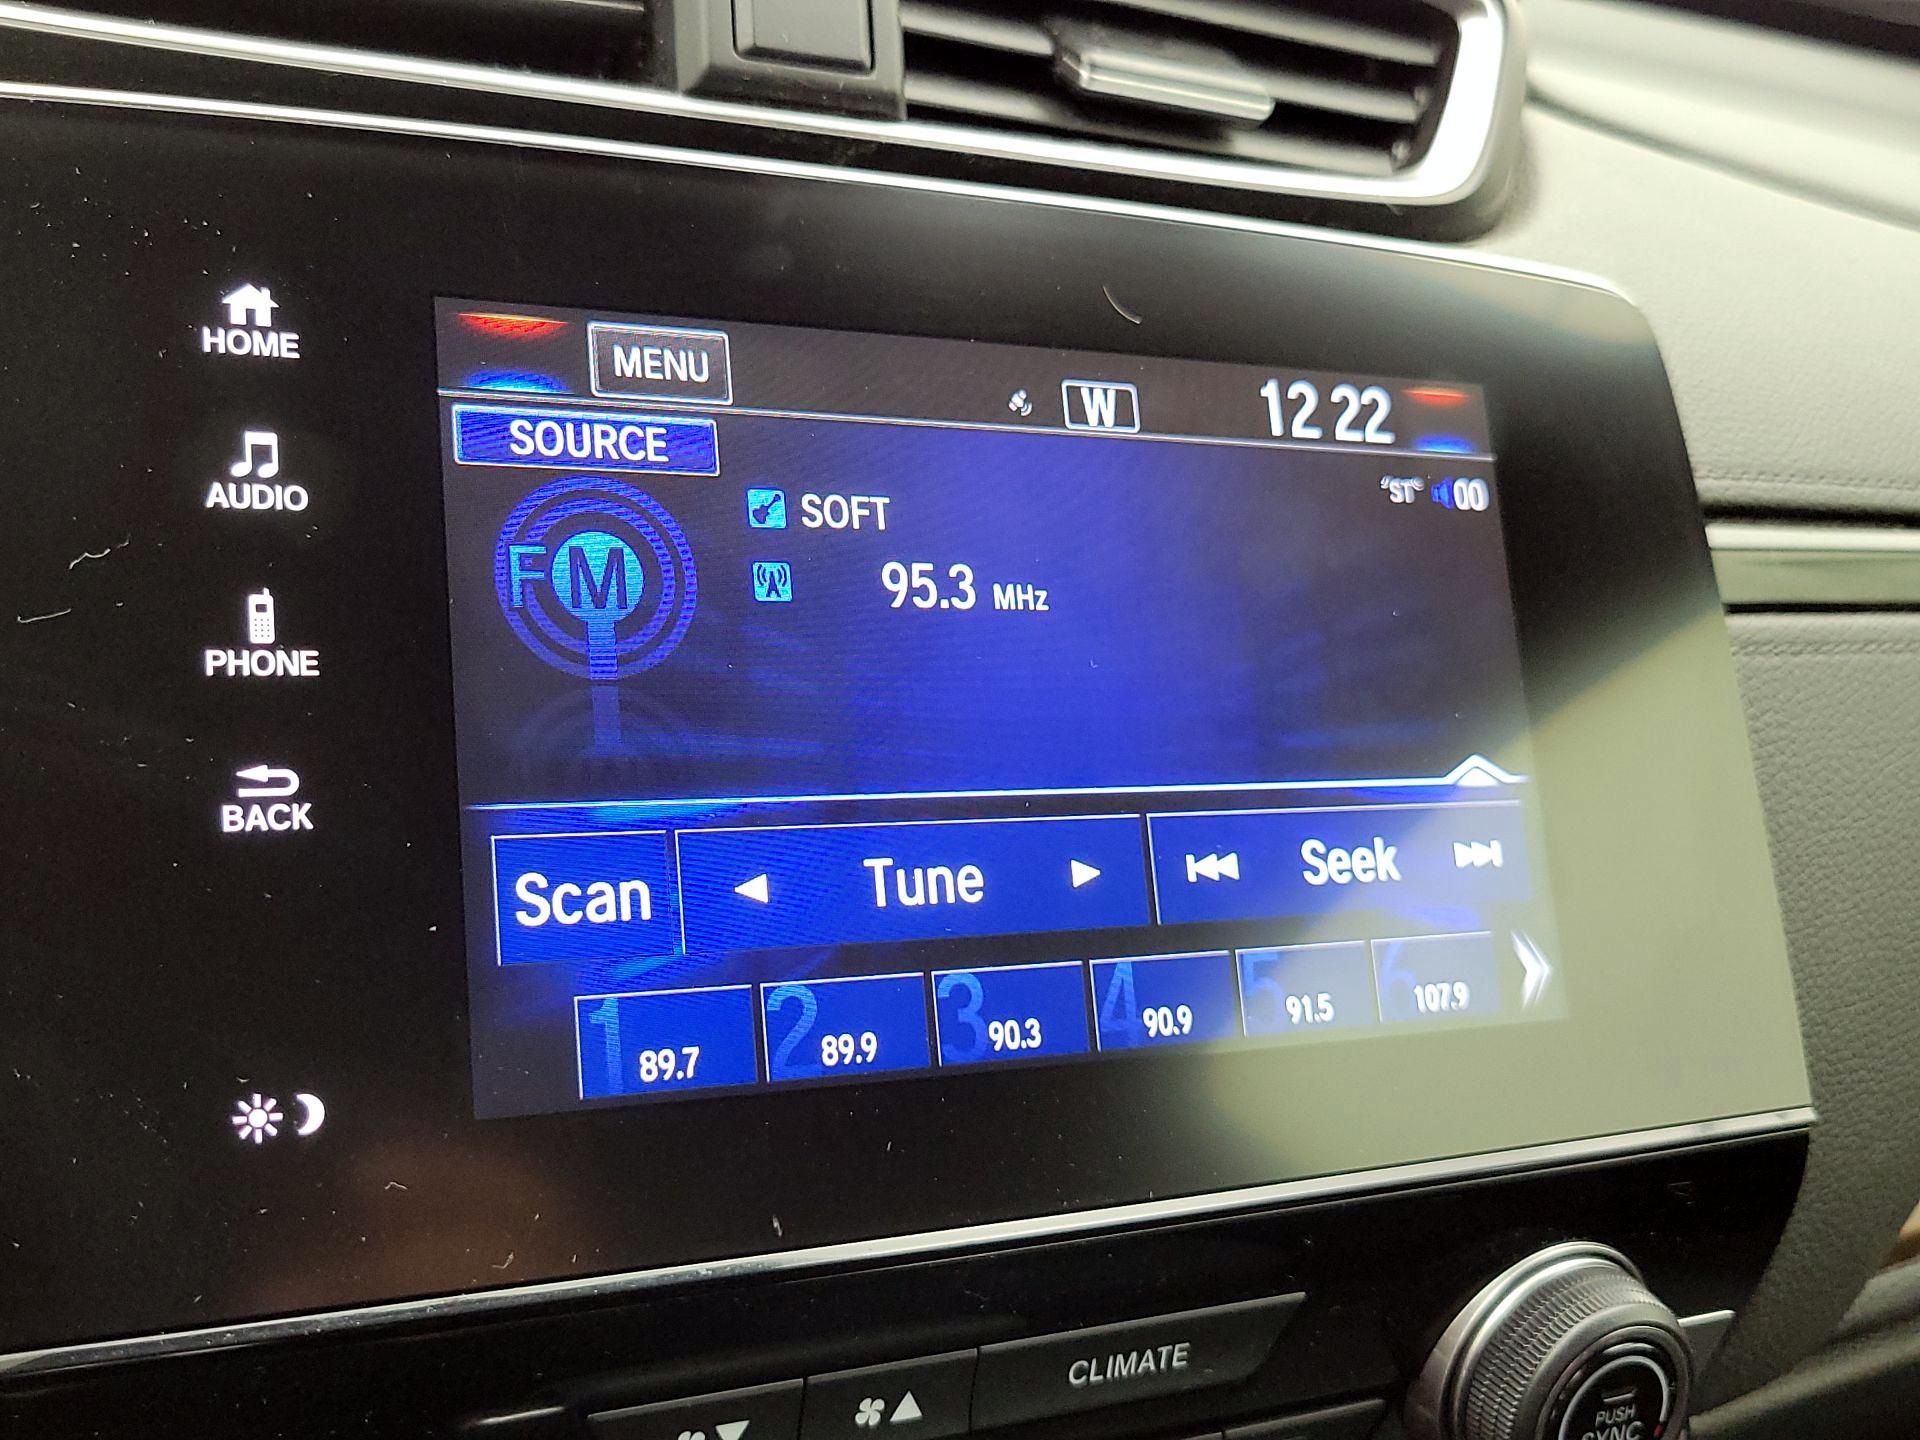 HOME
AUDIO
PHONE
BACK
MENU
W
12 22
SOURCE
"ST"
00
FM
SOFT
95.3 MHz
Scan
Tune
Seek
1 89.7
2 89.9
3 90.3
4 90.9
5 91.5
6 107.9
CLIMATE
PUSH
SYNC